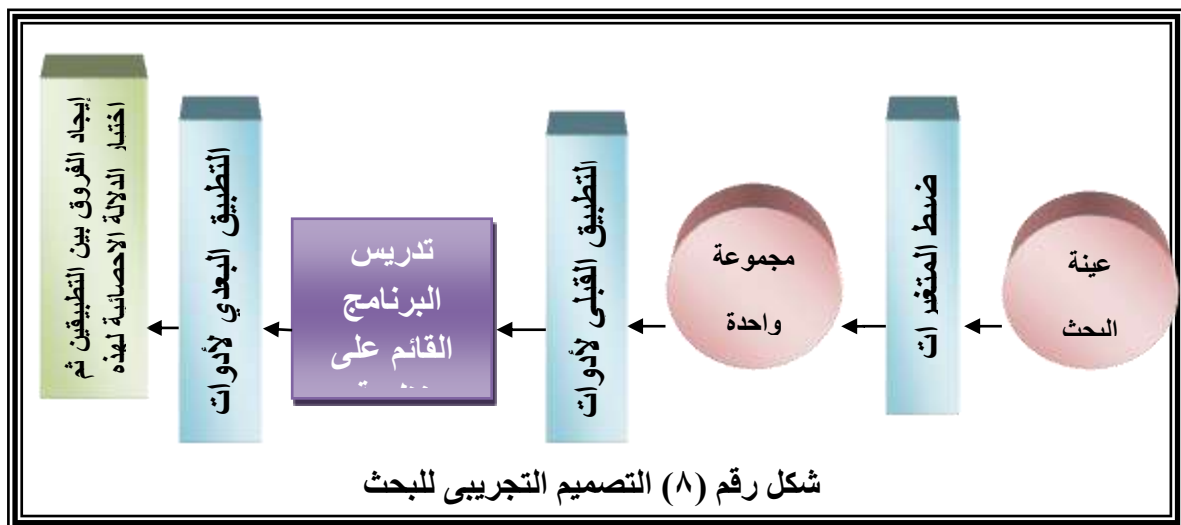 عينة
البحث
ضبط المتغيرات
مجموعة
واحدة
التطبيق القبلى لأدوات
تدريس
البرنامج
القائم على
التطبيق البعدي لأدوات
إيجاد الفروق بين التطبيقين ثم
اختبار الدلالة الاحصائية لهذه
شكل رقم (٨) التصميم التجريبى للبحث